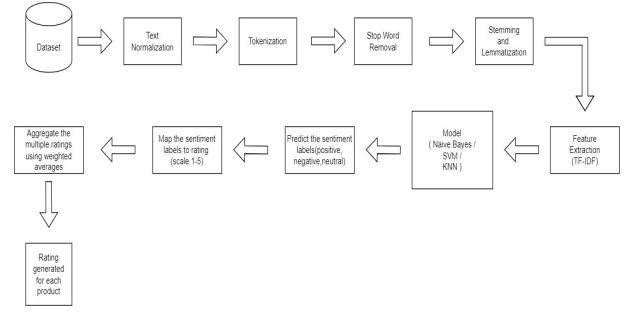 Dataset
Text
Normalization
Tokenization
Stop Word
Removal
Stemming
and
Lemmatization
Feature
Extraction
(TF-IDF)
Model
( Naive Bayes /
SVM /
KNN )
Predict the sentiment
labels(positive,
negative,neutral)
Map the sentiment
labels to rating
(scale 1-5)
Aggregate the
multiple ratings
using weighted
averages
Rating
generated
for each
product